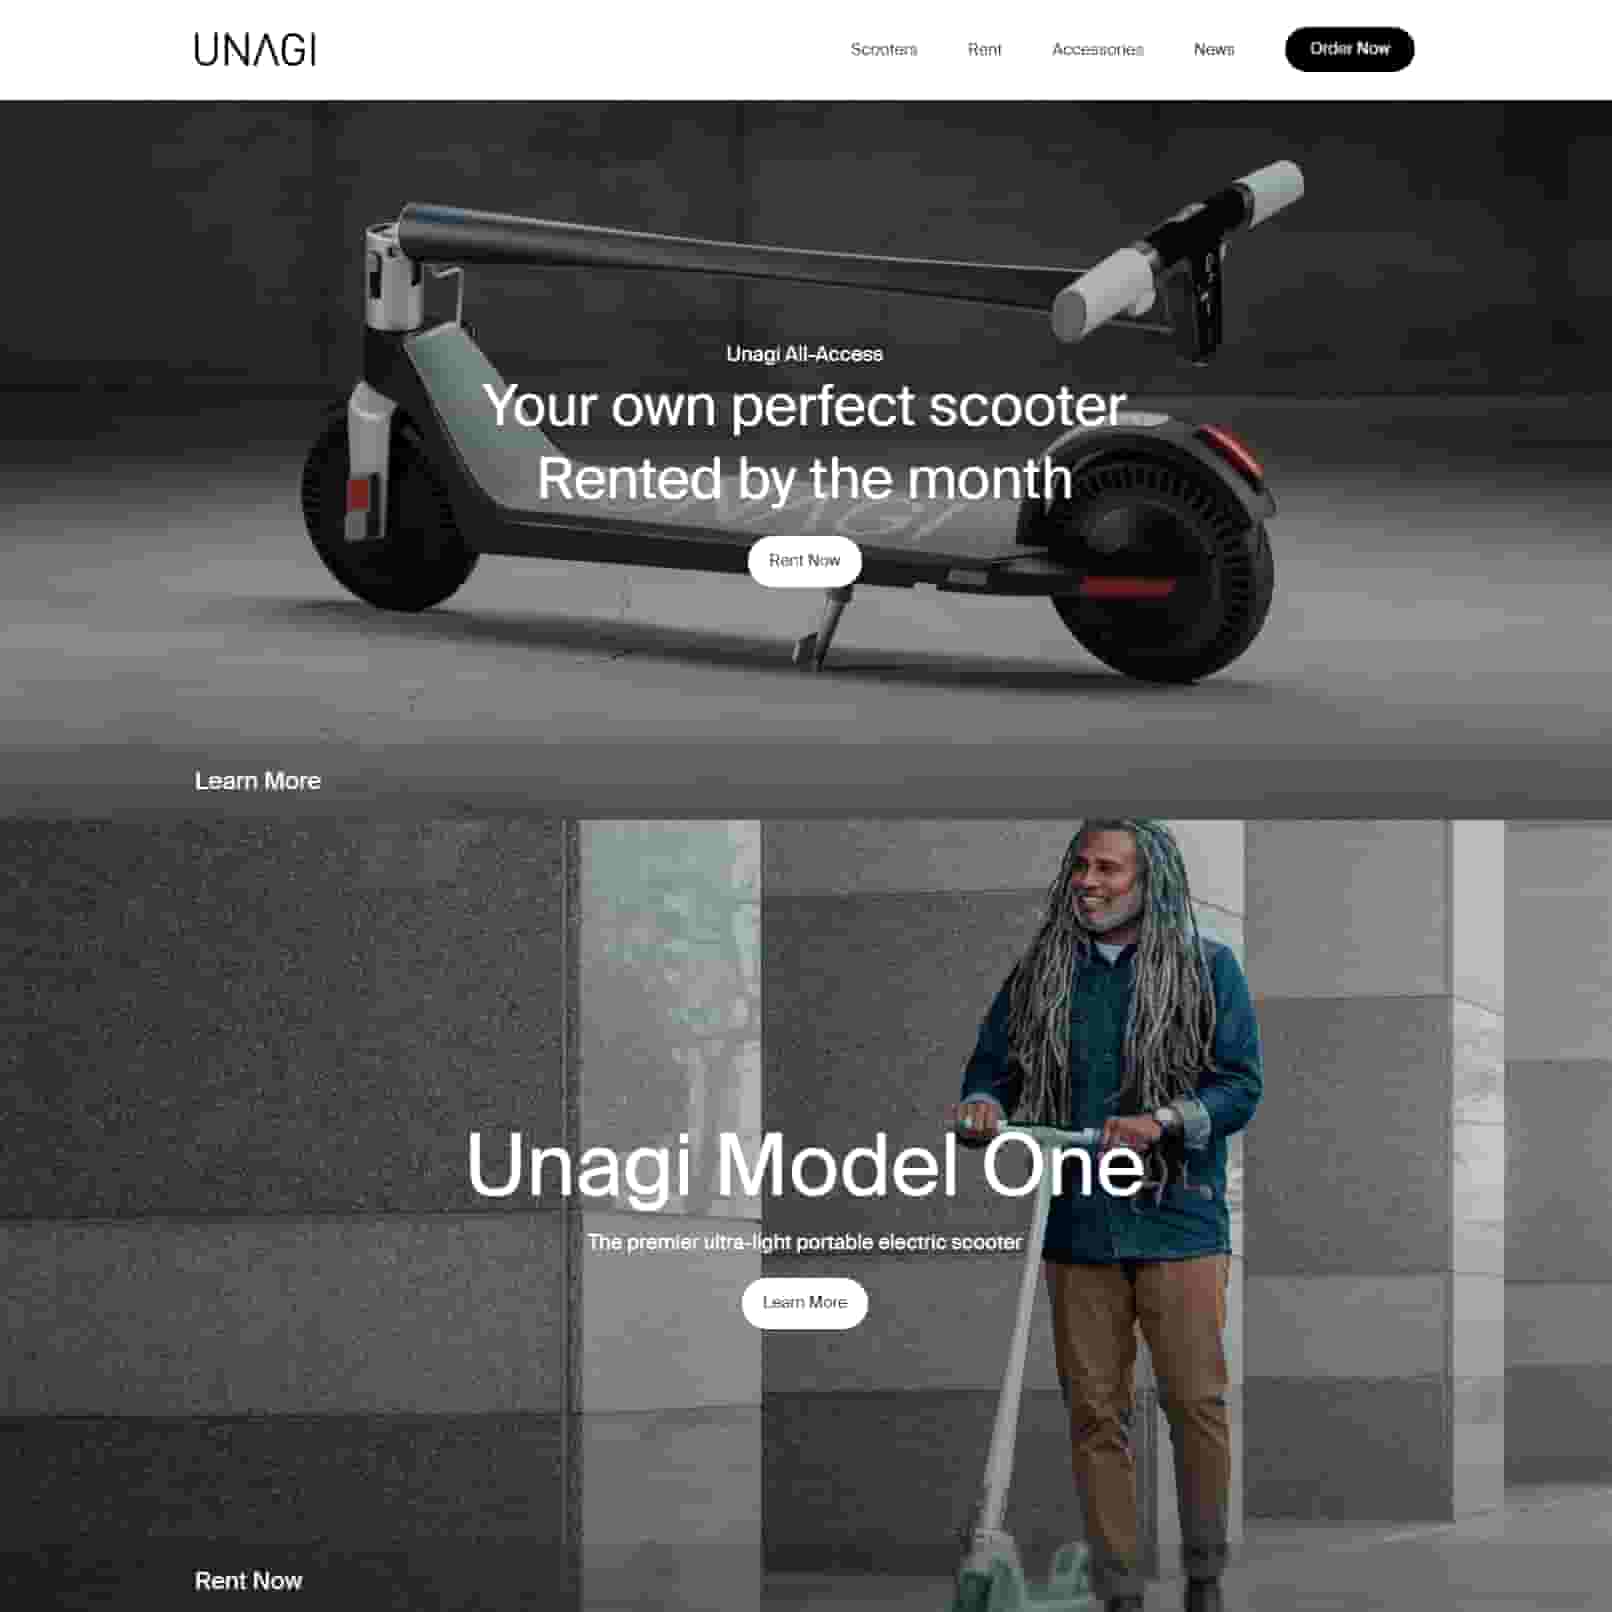 UNAGI
Scooters
Rent
Accessories
News
Order Now
Unagi All-Access
Your own perfect scooter
Rented by the month
UNAGI
Rent Now
Learn More
Unagi Model One
The premier ultra-light portable electric scooter
Learn More
Rent Now